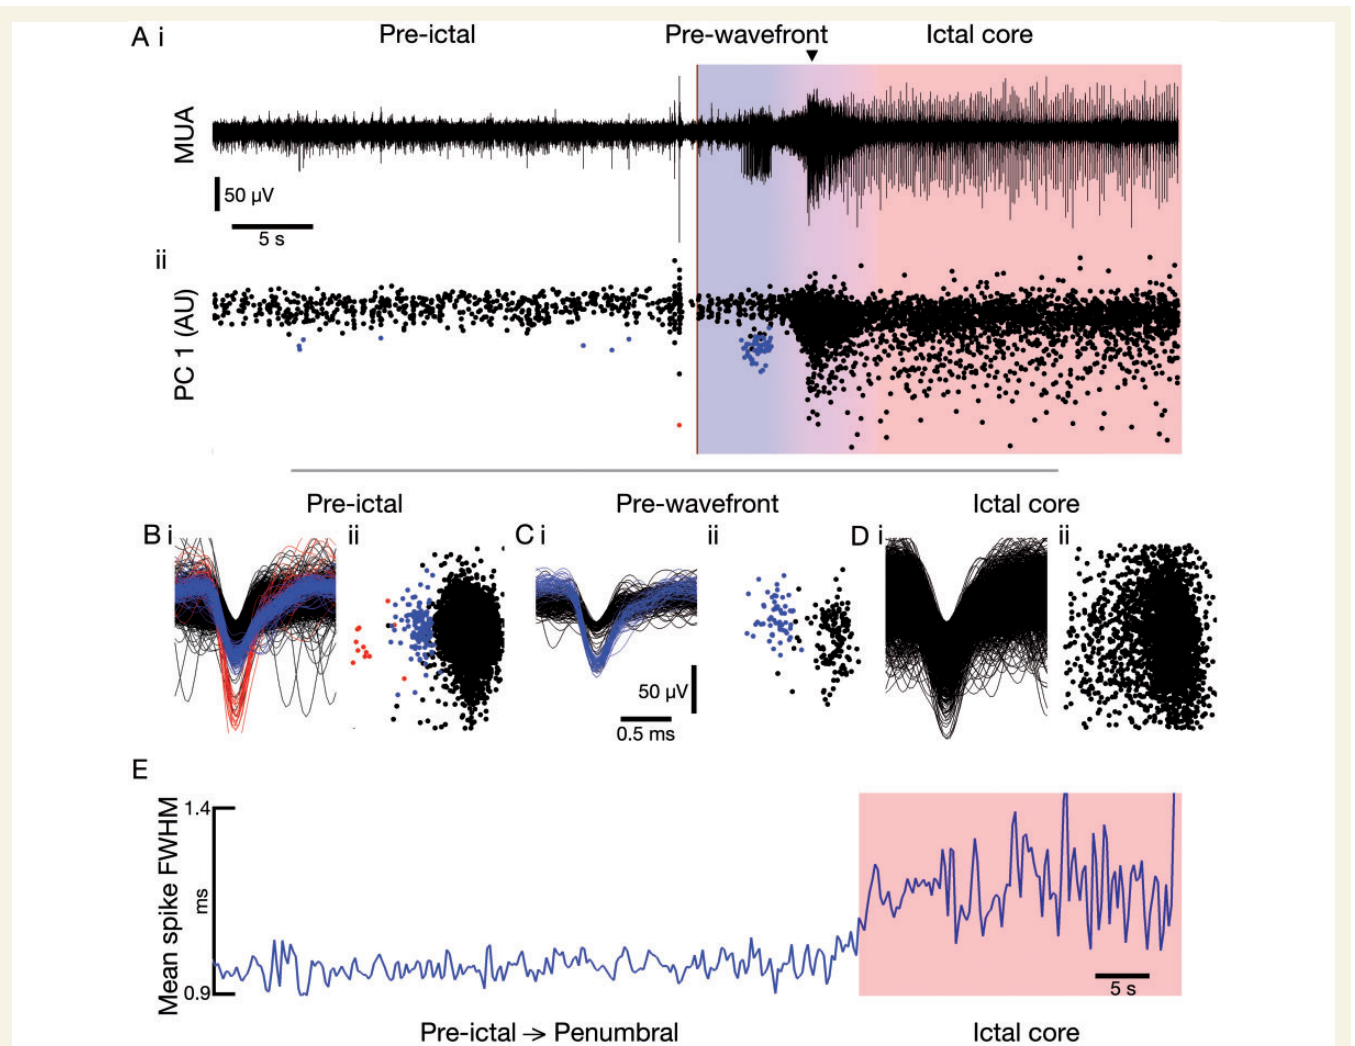 A i
Pre-ictal
Pre-wavefront
Ictal core
MUA
50 µV
5 s
ii
PC 1 (AU)
Pre-ictal
Pre-wavefront
Ictal core
B i
ii
C i
ii
D i
ii
50 µV
0.5 ms
E
Mean spike FWHM
ms
1.4
0.9
5 s
Pre-ictal → Penumbral
Ictal core